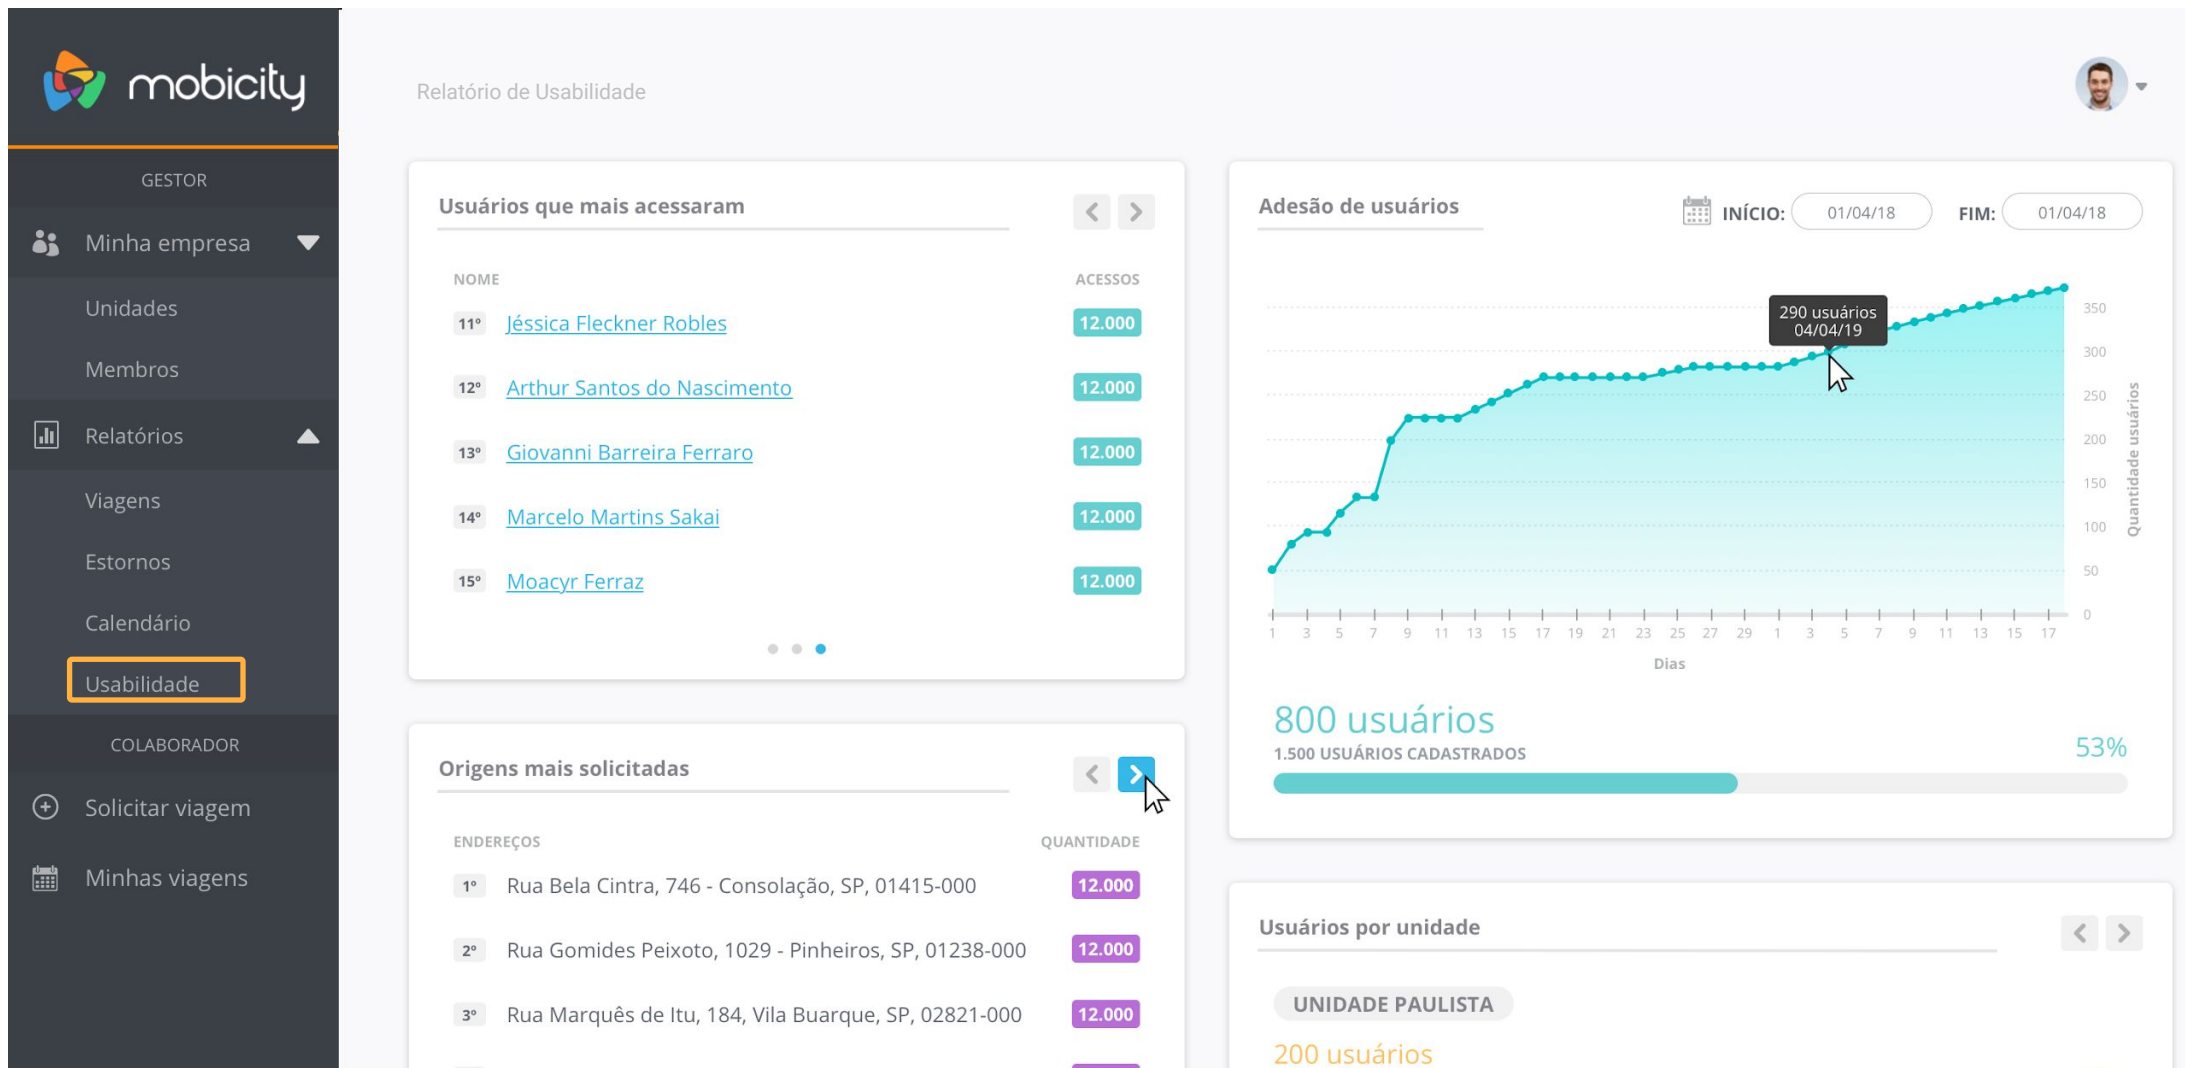 mobicity
GESTOR
Minha empresa
Unidades
Membros
Relatórios
Viagens
Estornos
Calendário
Usabilidade
COLABORADOR
Solicitar viagem
Minhas viagens
Relatório de Usabilidade
Usuários que mais acessaram
NOME ACESSOS
11º Jéssica Fleckner Robles 12.000
12º Arthur Santos do Nascimento 12.000
13º Giovanni Barreira Ferraro 12.000
14º Marcelo Martins Sakai 12.000
15º Moacyr Ferraz 12.000
Origens mais solicitadas
ENDEREÇOS QUANTIDADE
1º Rua Bela Cintra, 746 - Consolação, SP, 01415-000 12.000
2º Rua Gomides Peixoto, 1029 - Pinheiros, SP, 01238-000 12.000
3º Rua Marquês de Itu, 184, Vila Buarque, SP, 02821-000 12.000
Adesão de usuários INÍCIO: 01/04/18 FIM: 01/04/18
290 usuários
04/04/19
350
300
250
200
150
100
50
0
Quantidade usuários
1 3 5 7 9 11 13 15 17 19 21 23 25 27 29 1 3 5 7 9 11 13 15 17
Dias
800 usuários
1.500 USUÁRIOS CADASTRADOS 53%
Usuários por unidade
UNIDADE PAULISTA
200 usuários